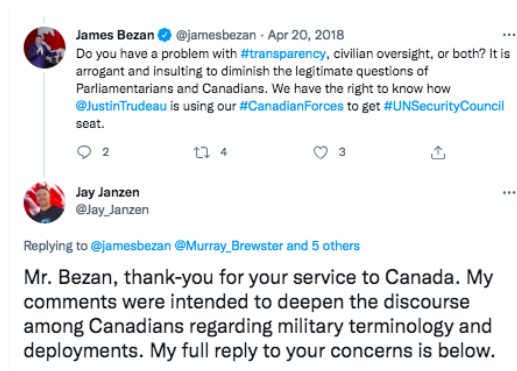 James Bezan @jamesbezan · Apr 20, 2018
Do you have a problem with #transparency, civilian oversight, or both? It is
arrogant and insulting to diminish the legitimate questions of
Parliamentarians and Canadians. We have the right to know how
@JustinTrudeau is using our #CanadianForces to get #UNSecurityCouncil
seat.
2 4 3
Jay Janzen
@Jay_Janzen
Replying to @jamesbezan @Murray_Brewster and 5 others
Mr. Bezan, thank-you for your service to Canada. My
comments were intended to deepen the discourse
among Canadians regarding military terminology and
deployments. My full reply to your concerns is below.